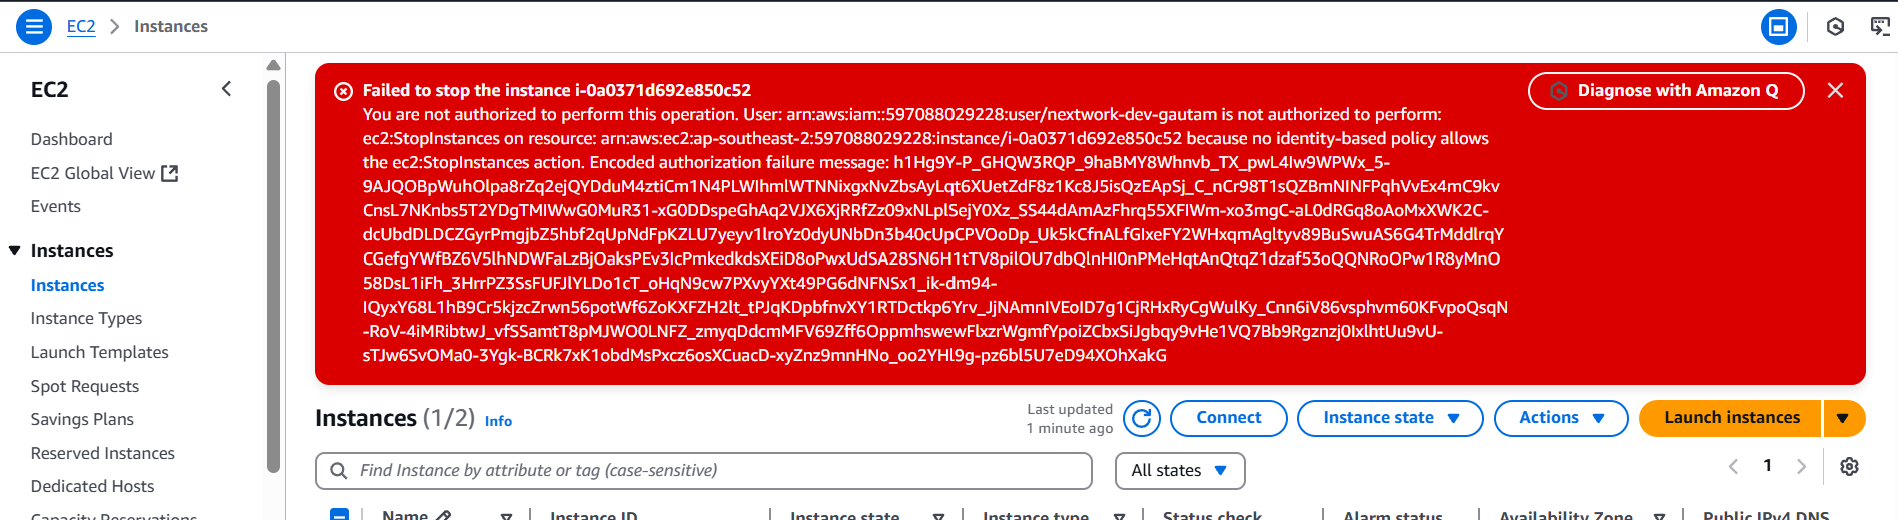 EC2 > Instances
EC2
Dashboard
EC2 Global View
Events
Instances
Instances
Instance Types
Launch Templates
Spot Requests
Savings Plans
Reserved Instances
Dedicated Hosts
Capacity Reservations
Failed to stop the instance i-0a0371d692e850c52
Diagnose with Amazon Q
You are not authorized to perform this operation. User: arn:aws:iam::597088029228:user/nextwork-dev-gautam is not authorized to perform:
ec2:StopInstances on resource: arn:aws:ec2:ap-southeast-2:597088029228:instance/i-0a0371d692e850c52 because no identity-based policy allows
the ec2:StopInstances action. Encoded authorization failure message: h1Hg9Y-P_GHQW3RQP_9haBMY8Whnvb_TX_pwL4Iw9WPWx_5-
9AJQOBpWuhOlpa8rZq2ejQYDduM4ztiCm1N4PLWIhmlWTNNixgxNvZbsAyLqt6XUetZdF8z1Kc8J5isQzEApSj_C_nCr98T1sQZBmNINFPqhVvEx4mC9kv
CnsL7NKnbs5T2YDgTMIWwG0MuR31-xG0DDspeGhAq2VJX6XjRRfZz09xNLplSejY0Xz_SS44dAmAzFhrq55XFIWm-xo3mgC-aL0dRGq8oAoMxXWK2C-
dcUbdDLDCZGyrPmgjbZ5hbf2qUpNdFpKZLU7yeyv1lroYz0dyUNbDn3b40cUpCPVOoDp_Uk5kCfnALfGIxeFY2WHxqmAgltyv89BuSwuAS6G4TrMddlrqY
CGefgYWfBZ6V5lhNDWFaLzBjOaksPEv3IcPmkedkdsXEiD8oPwxUdSA28SN6H1tTV8pilOU7dbQlnHI0nPMeHqtAnQtqZ1dzaf53oQQNRoOPw1R8yMnO
58DsL1iFh_3HrrPZ3SsFUFJlYLDo1cT_oHqN9cw7PXvyYXt49PG6dNFNSx1_ik-dm94-
IQyxY68L1hB9Cr5kjzcZrwn56potWf6ZoKXFZH2lt_tPJqKDpbfnvXY1RTDctkp6Yrv_JjNAmnIVEoID7g1CjRHxRyCgWulKy_Cnn6iV86vsphvm60KFvpoQsqN
-RoV-4iMRibtwJ_vfSSamtT8pMJWO0LNFZ_zmyqDdcmMFV69Zff6OppmhswewFlxzrWgmfYpoiZCbxSiJgbqy9vHe1VQ7Bb9Rgznzj0IxlhtUu9vU-
sTJw6SvOMa0-3Ygk-BCRk7xK1obdMsPxcz6osXCuacD-xyZnz9mnHNo_oo2YHl9g-pz6bl5U7eD94XOhXakG
Instances (1/2) Info
Last updated
1 minute ago
Connect
Instance state
Actions
Launch instances
Find Instance by attribute or tag (case-sensitive)
All states
1
Name Instance ID Instance state Instance type Status check Alarm status Availability Zone Public IPv4 DNS